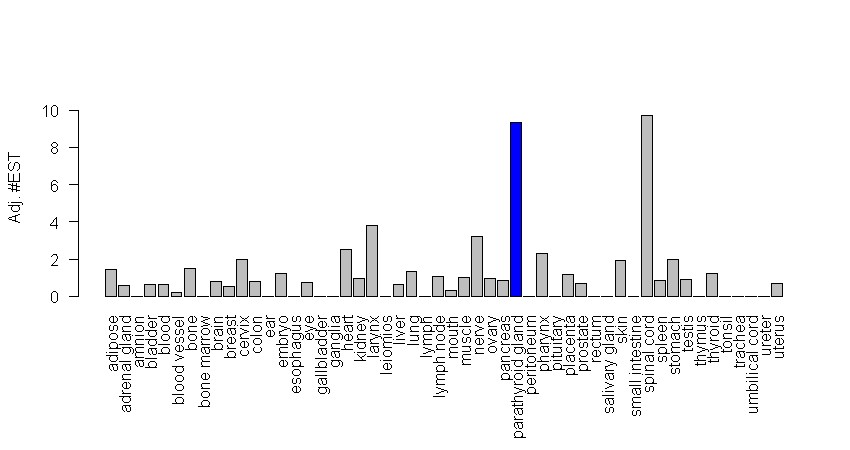 Adj. #EST
10
8
6
4
2
0
adipose
adrenal gland
amnion
bladder
blood
blood vessel
bone
bone marrow
brain
breast
cervix
colon
ear
embryo
esophagus
eye
gallbladder
ganglia
heart
kidney
larynx
leiomios
liver
lung
lymph
lymph node
mouth
muscle
nerve
ovary
pancreas
parathyroid gland
peritoneum
pharynx
pituitary
placenta
prostate
rectum
salivary gland
skin
small intestine
spinal cord
spleen
stomach
testis
thymus
thyroid
tonsil
trachea
umbilical cord
ureter
uterus